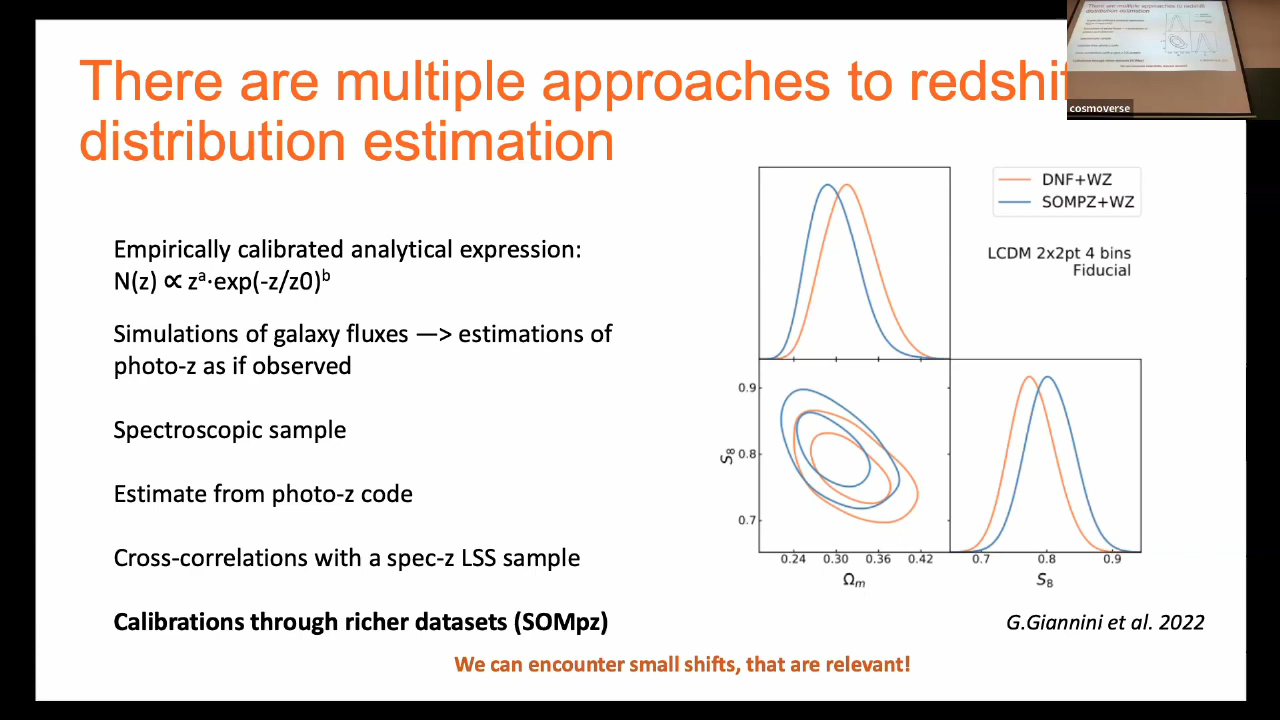 There are multiple approaches to redshif
distribution estimation
cosmoverse
Empirically calibrated analytical expression:
N(z) ∝ zᵃ·exp(-z/z0)ᵇ
Simulations of galaxy fluxes —> estimations of
photo-z as if observed
Spectroscopic sample
Estimate from photo-z code
Cross-correlations with a spec-z LSS sample
Calibrations through richer datasets (SOMpz)
DNF+WZ
SOMPZ+WZ
LCDM 2x2pt 4 bins
Fiducial
0.9
S₈ 0.8
0.7
0.24 0.30 0.36 0.42 0.7 0.8 0.9
Ωₘ S₈
G.Giannini et al. 2022
We can encounter small shifts, that are relevant!